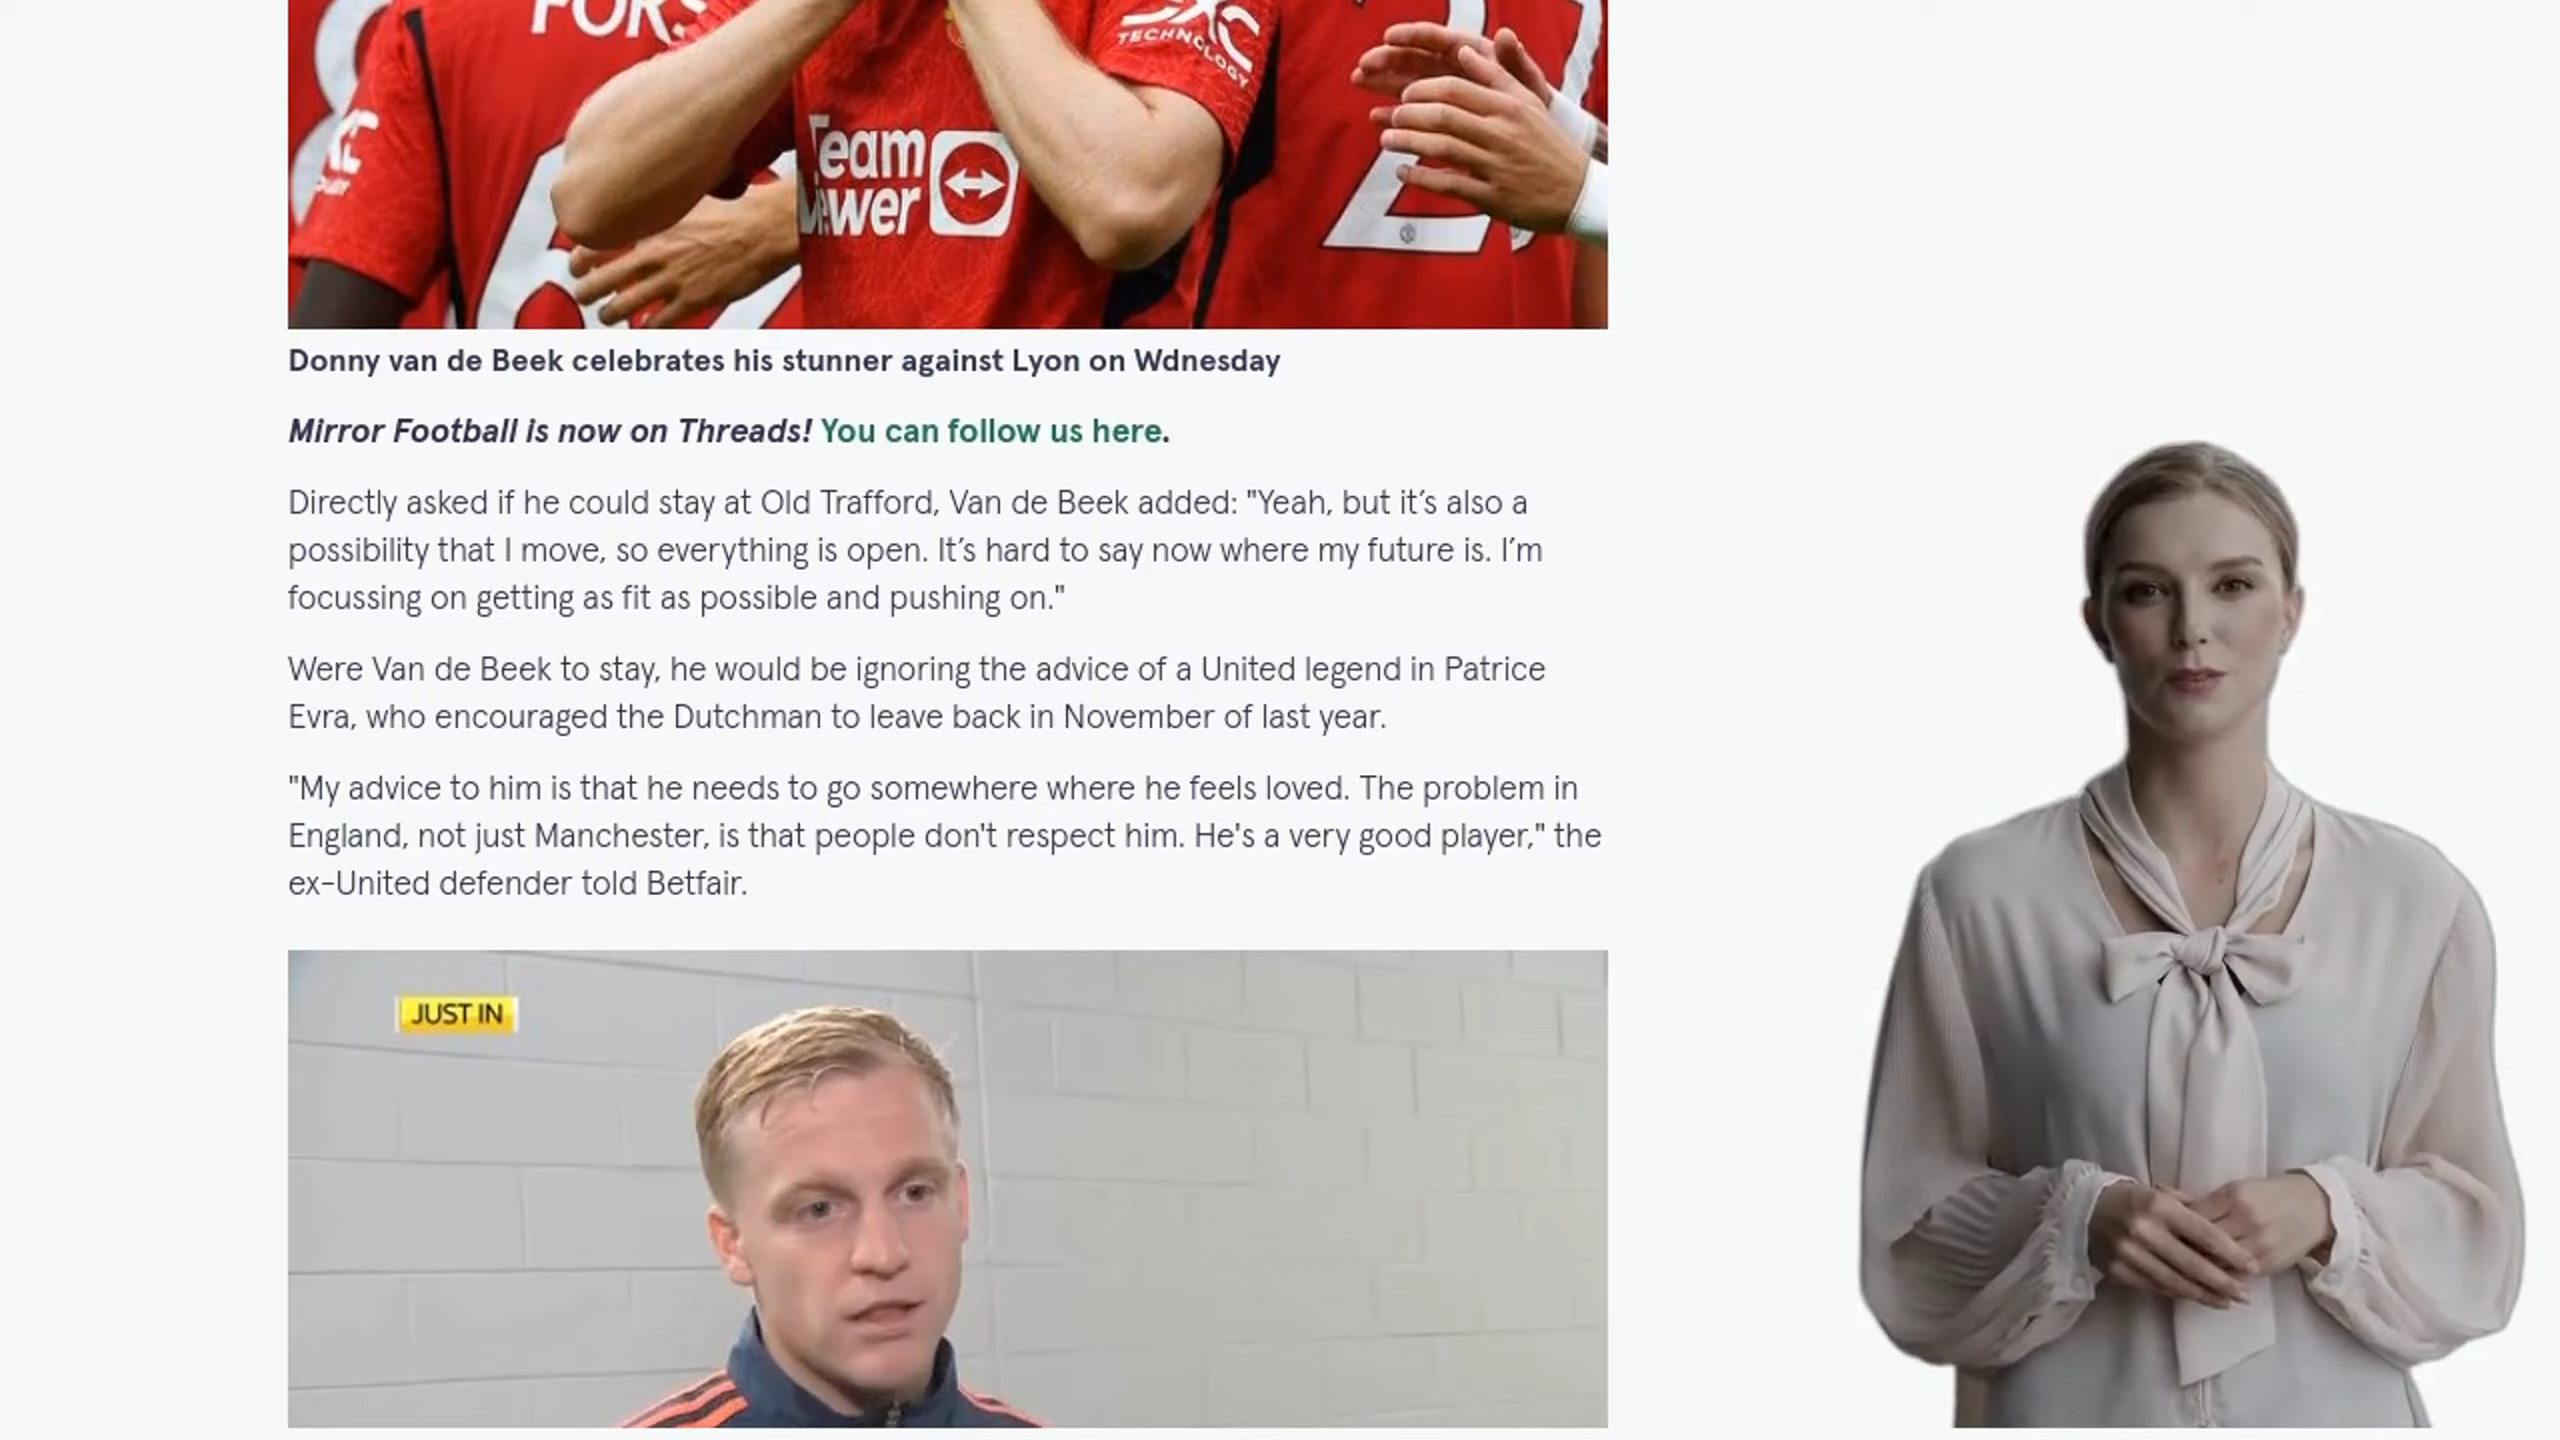 FORS
TECHNOLOGY
Team
Viewer
Donny van de Beek celebrates his stunner against Lyon on Wdnesday
Mirror Football is now on Threads! You can follow us here.
Directly asked if he could stay at Old Trafford, Van de Beek added: "Yeah, but it’s also a
possibility that I move, so everything is open. It’s hard to say now where my future is. I’m
focussing on getting as fit as possible and pushing on."
Were Van de Beek to stay, he would be ignoring the advice of a United legend in Patrice
Evra, who encouraged the Dutchman to leave back in November of last year.
"My advice to him is that he needs to go somewhere where he feels loved. The problem in
England, not just Manchester, is that people don't respect him. He's a very good player," the
ex-United defender told Betfair.
JUST IN